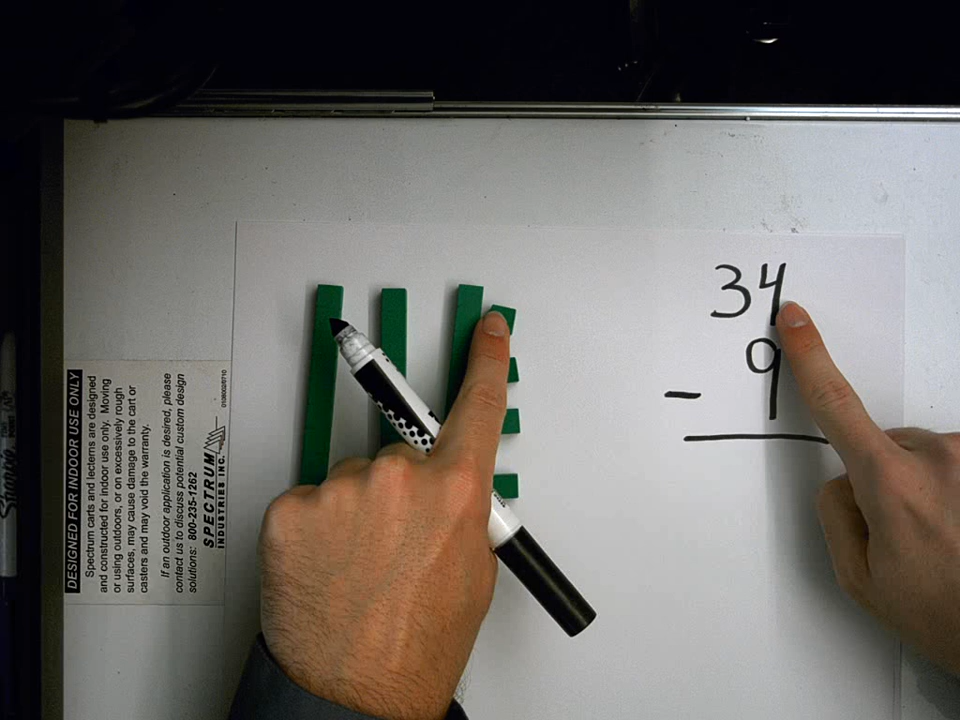 34
9
-
DESIGNED FOR INDOOR USE ONLY
Spectrum carts and lecterns are designed
and constructed for indoor use only. Moving
or using outdoors, or on excessively rough
surfaces, may cause damage to the cart or
casters and may void the warranty.
If an outdoor application is desired, please
contact us to discuss potential custom design
solutions: 800-235-1262
SPECTRUM
INDUSTRIES INC.
Sharpie